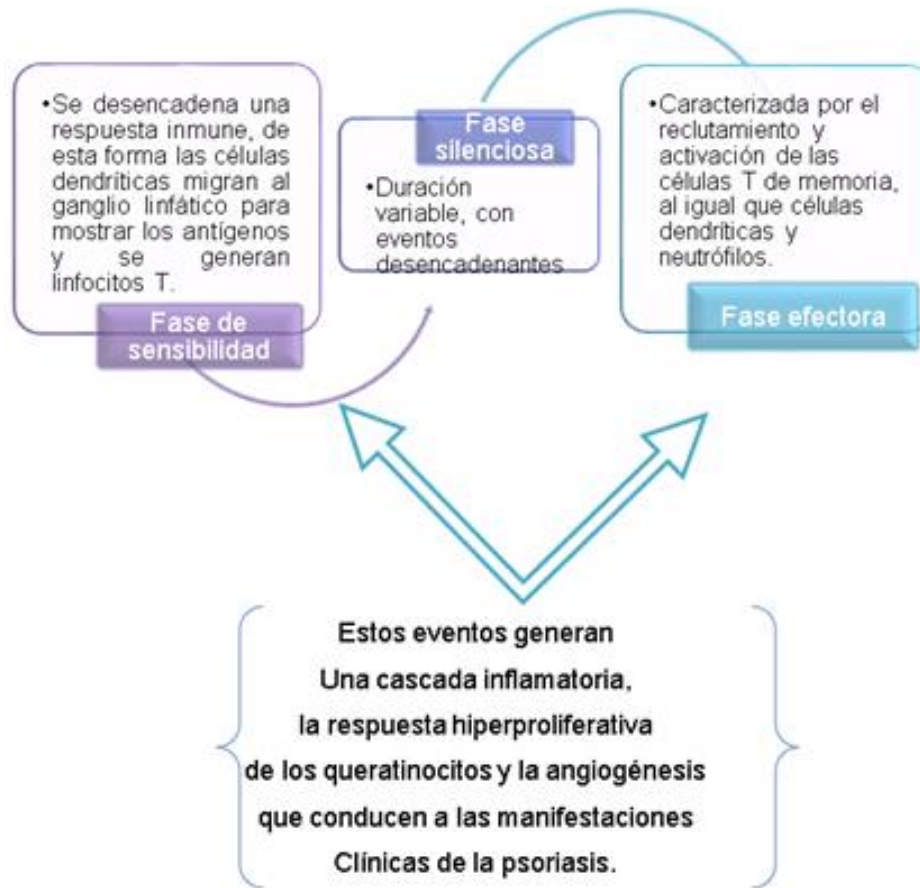 •Se desencadena una
respuesta inmune, de
esta forma las células
dendríticas migran al
ganglio linfático para
mostrar los antígenos
y se generan
linfocitos T.
Fase de
sensibilidad
Fase
silenciosa
•Duración
variable, con
eventos
desencadenantes
•Caracterizada por el
reclutamiento y
activación de las
células T de memoria,
al igual que células
dendríticas y
neutrófilos.
Fase efectora
Estos eventos generan
Una cascada inflamatoria,
la respuesta hiperproliferativa
de los queratinocitos y la angiogénesis
que conducen a las manifestaciones
Clínicas de la psoriasis.